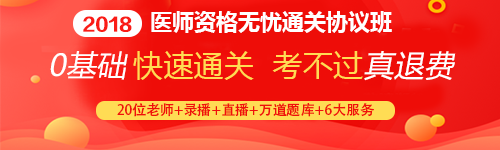 2018 医师资格无忧通关协议班
0基础 快速通关 考不过真退费
20位老师+录播+直播+万道题库+6大服务